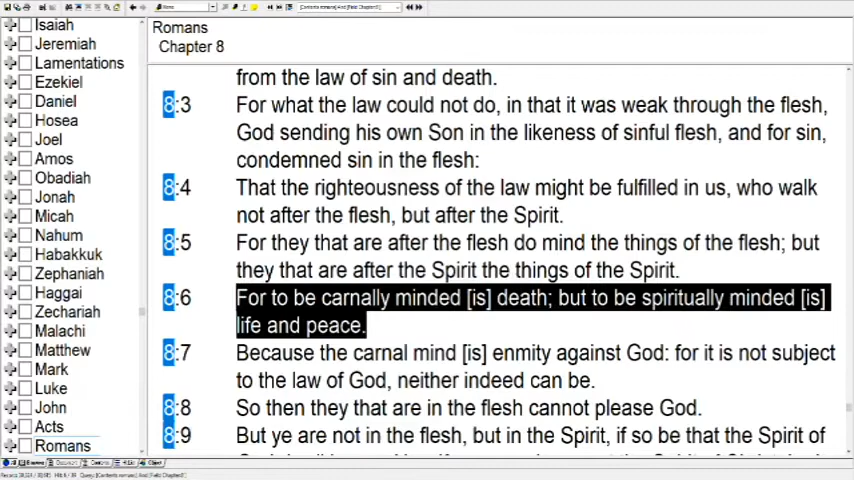 Isaiah
Jeremiah
Lamentations
Ezekiel
Daniel
Hosea
Joel
Amos
Obadiah
Jonah
Micah
Nahum
Habakkuk
Zephaniah
Haggai
Zechariah
Malachi
Matthew
Mark
Luke
John
Acts
Romans
Romans
Chapter 8
from the law of sin and death.
8:3 For what the law could not do, in that it was weak through the flesh,
God sending his own Son in the likeness of sinful flesh, and for sin,
condemned sin in the flesh:
8:4 That the righteousness of the law might be fulfilled in us, who walk
not after the flesh, but after the Spirit.
8:5 For they that are after the flesh do mind the things of the flesh; but
they that are after the Spirit the things of the Spirit.
8:6 For to be carnally minded [is] death; but to be spiritually minded [is]
life and peace.
8:7 Because the carnal mind [is] enmity against God: for it is not subject
to the law of God, neither indeed can be.
8:8 So then they that are in the flesh cannot please God.
8:9 But ye are not in the flesh, but in the Spirit, if so be that the Spirit of